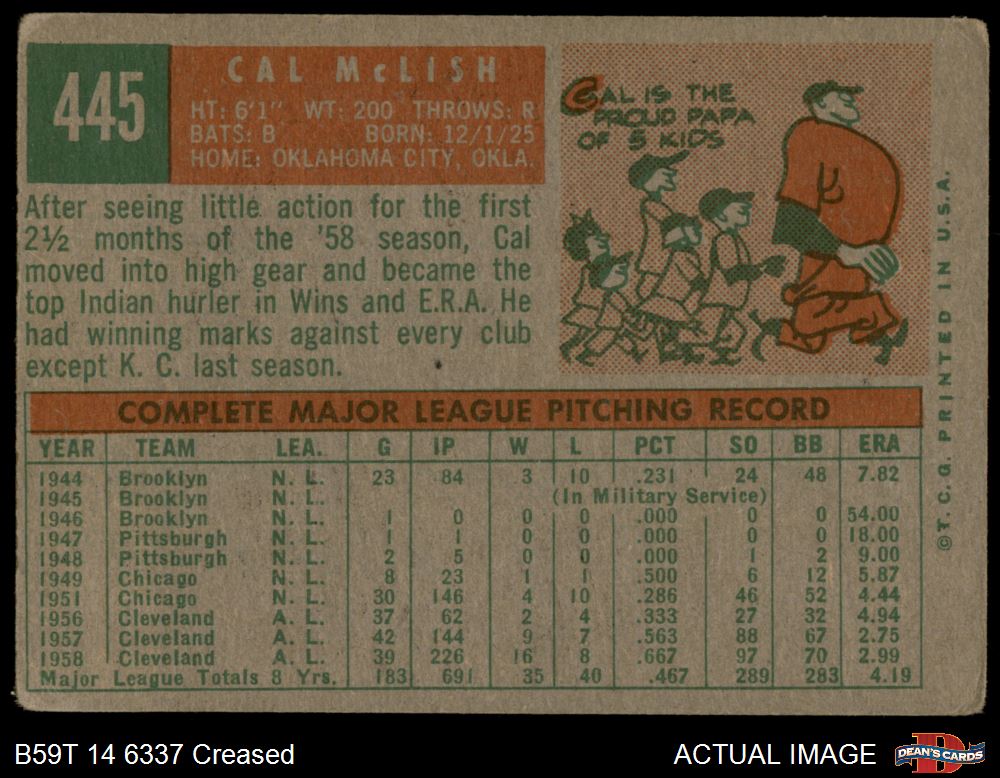 445
CAL McLISH
HT: 6'1" WT: 200 THROWS: R
BATS: B BORN: 12/1/25
HOME: OKLAHOMA CITY, OKLA.
CAL IS THE
PROUD PAPA
OF 5 KIDS
After seeing little action for the first
2½ months of the '58 season, Cal
moved into high gear and became the
top Indian hurler in Wins and E.R.A. He
had winning marks against every club
except K. C. last season.
COMPLETE MAJOR LEAGUE PITCHING RECORD
YEAR TEAM LEA. G IP W L PCT SO BB ERA
1944 Brooklyn N. L. 23 84 3 10 .231 24 48 7.82
1945 Brooklyn N. L. (In Military Service)
1946 Brooklyn N. L. 1 0 0 0 .000 0 0 54.00
1947 Pittsburgh N. L. 1 1 0 0 .000 0 0 18.00
1948 Pittsburgh N. L. 2 5 0 0 .000 1 2 9.00
1949 Chicago N. L. 8 23 1 1 .500 6 12 5.87
1951 Chicago N. L. 30 146 4 10 .286 46 52 4.44
1956 Cleveland A. L. 37 62 2 4 .333 27 32 4.94
1957 Cleveland A. L. 42 144 9 7 .563 88 67 2.75
1958 Cleveland A. L. 39 226 16 8 .667 97 70 2.99
Major League Totals 8 Yrs. 183 691 35 40 .467 289 283 4.19
©T. C. G. PRINTED IN U.S.A.
B59T 14 6337 Creased
ACTUAL IMAGE
DEAN'S CARDS